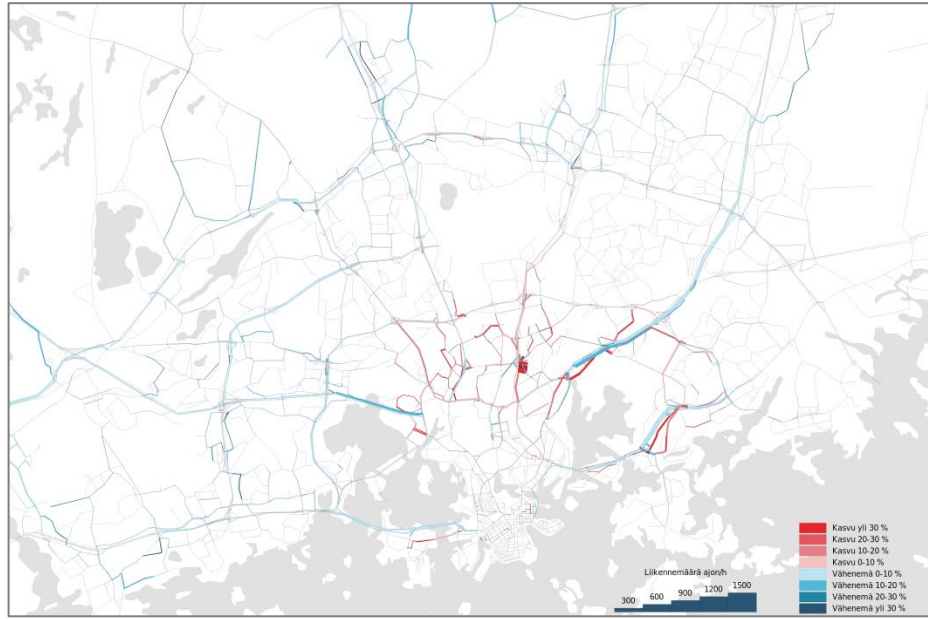 Kasvu yli 30 %
Kasvu 20-30 %
Kasvu 10-20 %
Kasvu 0-10 %
Vähenemä 0-10 %
Vähenemä 10-20 %
Vähenemä 20-30 %
Vähenemä yli 30 %
Liikennemäärä ajon/h
300 600 900 1200 1500